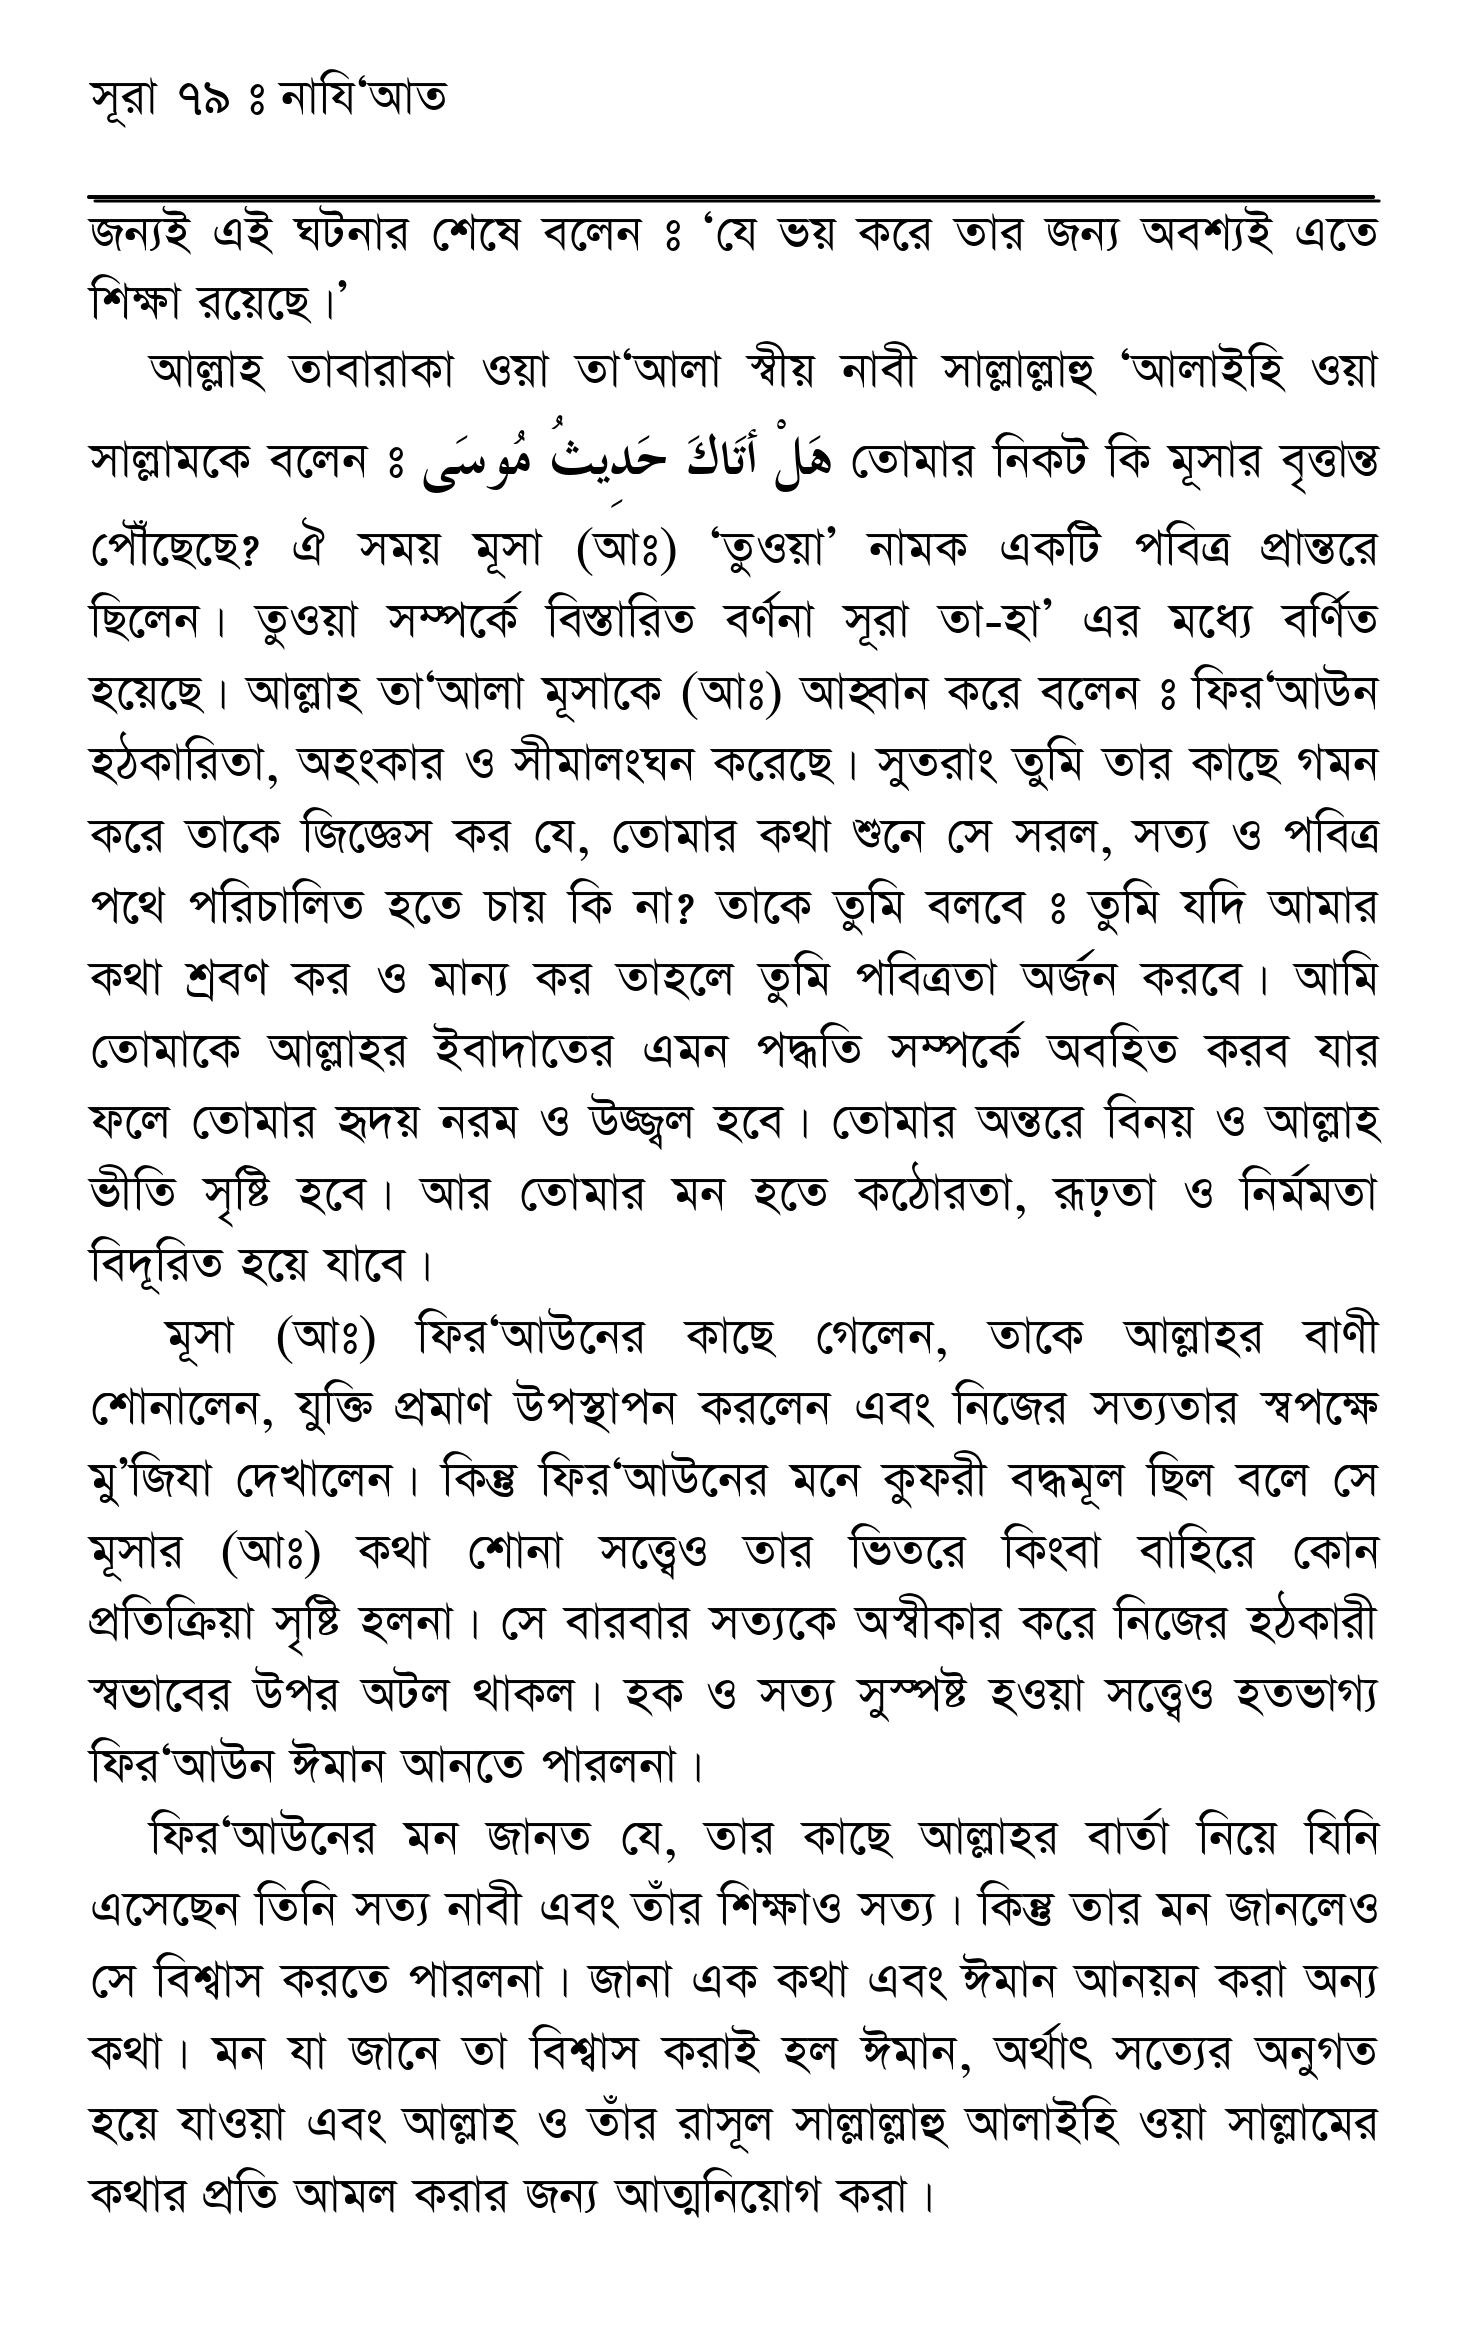 সূরা ৭৯ ঃ নাযি‘আত
জন্যই এই ঘটনার শেষে বলেন ঃ ‘যে ভয় করে তার জন্য অবশ্যই এতে
শিক্ষা রয়েছে।’
আল্লাহ তাবারাকা ওয়া তা‘আলা স্বীয় নাবী সাল্লাল্লাহু ‘আলাইহি ওয়া
সাল্লামকে বলেন ঃ هَلْ أتَاكَ حَدِيثُ مُوسَى তোমার নিকট কি মূসার বৃত্তান্ত
পৌঁছেছে? ঐ সময় মূসা (আঃ) ‘তুওয়া’ নামক একটি পবিত্র প্রান্তরে
ছিলেন। তুওয়া সম্পর্কে বিস্তারিত বর্ণনা সূরা তা-হা’ এর মধ্যে বর্ণিত
হয়েছে। আল্লাহ তা‘আলা মূসাকে (আঃ) আহ্বান করে বলেন ঃ ফির‘আউন
হঠকারিতা, অহংকার ও সীমালংঘন করেছে। সুতরাং তুমি তার কাছে গমন
করে তাকে জিজ্ঞেস কর যে, তোমার কথা শুনে সে সরল, সত্য ও পবিত্র
পথে পরিচালিত হতে চায় কি না? তাকে তুমি বলবে ঃ তুমি যদি আমার
কথা শ্রবণ কর ও মান্য কর তাহলে তুমি পবিত্রতা অর্জন করবে। আমি
তোমাকে আল্লাহর ইবাদাতের এমন পদ্ধতি সম্পর্কে অবহিত করব যার
ফলে তোমার হৃদয় নরম ও উজ্জ্বল হবে। তোমার অন্তরে বিনয় ও আল্লাহ
ভীতি সৃষ্টি হবে। আর তোমার মন হতে কঠোরতা, রূঢ়তা ও নির্মমতা
বিদূরিত হয়ে যাবে।
মূসা (আঃ) ফির‘আউনের কাছে গেলেন, তাকে আল্লাহর বাণী
শোনালেন, যুক্তি প্রমাণ উপস্থাপন করলেন এবং নিজের সত্যতার স্বপক্ষে
মু’জিযা দেখালেন। কিন্তু ফির‘আউনের মনে কুফরী বদ্ধমূল ছিল বলে সে
মূসার (আঃ) কথা শোনা সত্ত্বেও তার ভিতরে কিংবা বাহিরে কোন
প্রতিক্রিয়া সৃষ্টি হলনা। সে বারবার সত্যকে অস্বীকার করে নিজের হঠকারী
স্বভাবের উপর অটল থাকল। হক ও সত্য সুস্পষ্ট হওয়া সত্ত্বেও হতভাগ্য
ফির‘আউন ঈমান আনতে পারলনা।
ফির‘আউনের মন জানত যে, তার কাছে আল্লাহর বার্তা নিয়ে যিনি
এসেছেন তিনি সত্য নাবী এবং তাঁর শিক্ষাও সত্য। কিন্তু তার মন জানলেও
সে বিশ্বাস করতে পারলনা। জানা এক কথা এবং ঈমান আনয়ন করা অন্য
কথা। মন যা জানে তা বিশ্বাস করাই হল ঈমান, অর্থাৎ সত্যের অনুগত
হয়ে যাওয়া এবং আল্লাহ ও তাঁর রাসূল সাল্লাল্লাহু আলাইহি ওয়া সাল্লামের
কথার প্রতি আমল করার জন্য আত্মনিয়োগ করা।